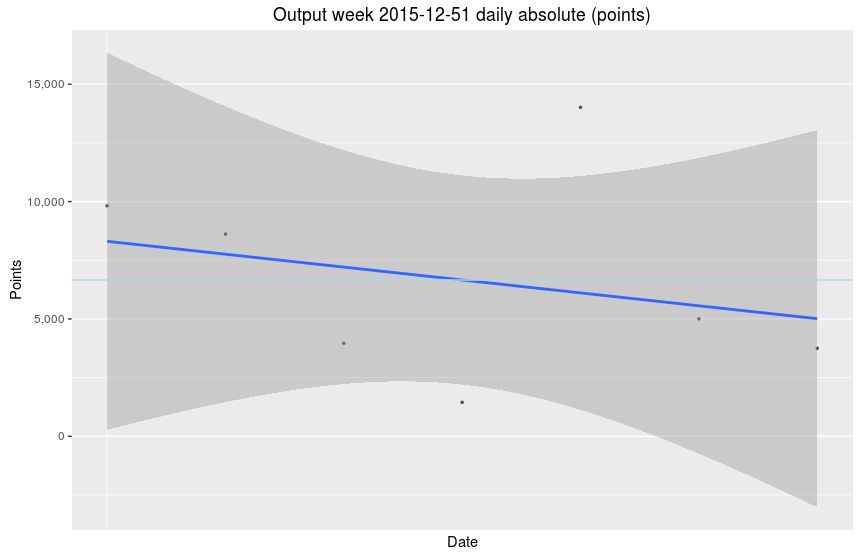 Output week 2015-12-51 daily absolute (points)
15,000
10,000
5,000
0
Points
Date